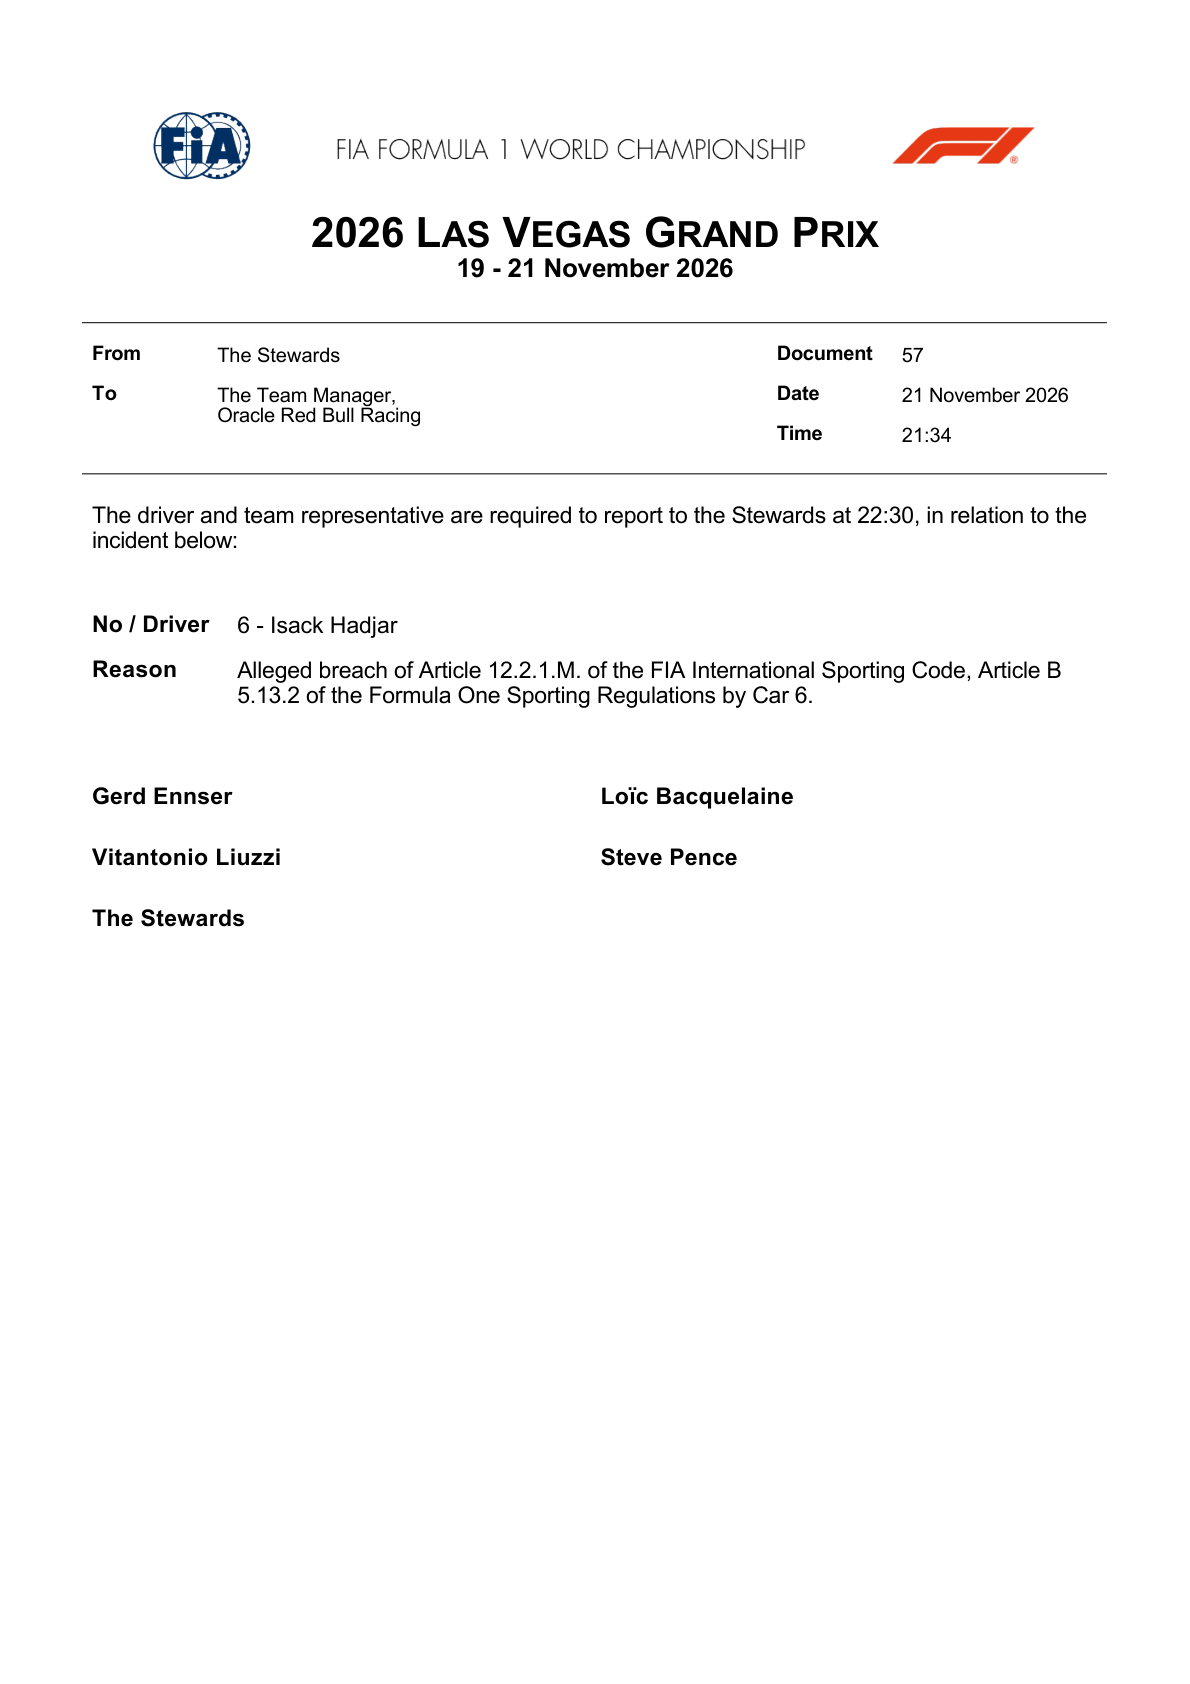 FIA
FIA FORMULA 1 WORLD CHAMPIONSHIP
F1®
2026 LAS VEGAS GRAND PRIX
19 - 21 November 2026
From The Stewards Document 57
To The Team Manager, Date 21 November 2026
Oracle Red Bull Racing
Time 21:34
The driver and team representative are required to report to the Stewards at 22:30, in relation to the
incident below:
No / Driver 6 - Isack Hadjar
Reason Alleged breach of Article 12.2.1.M. of the FIA International Sporting Code, Article B
5.13.2 of the Formula One Sporting Regulations by Car 6.
Gerd Ennser Loïc Bacquelaine
Vitantonio Liuzzi Steve Pence
The Stewards